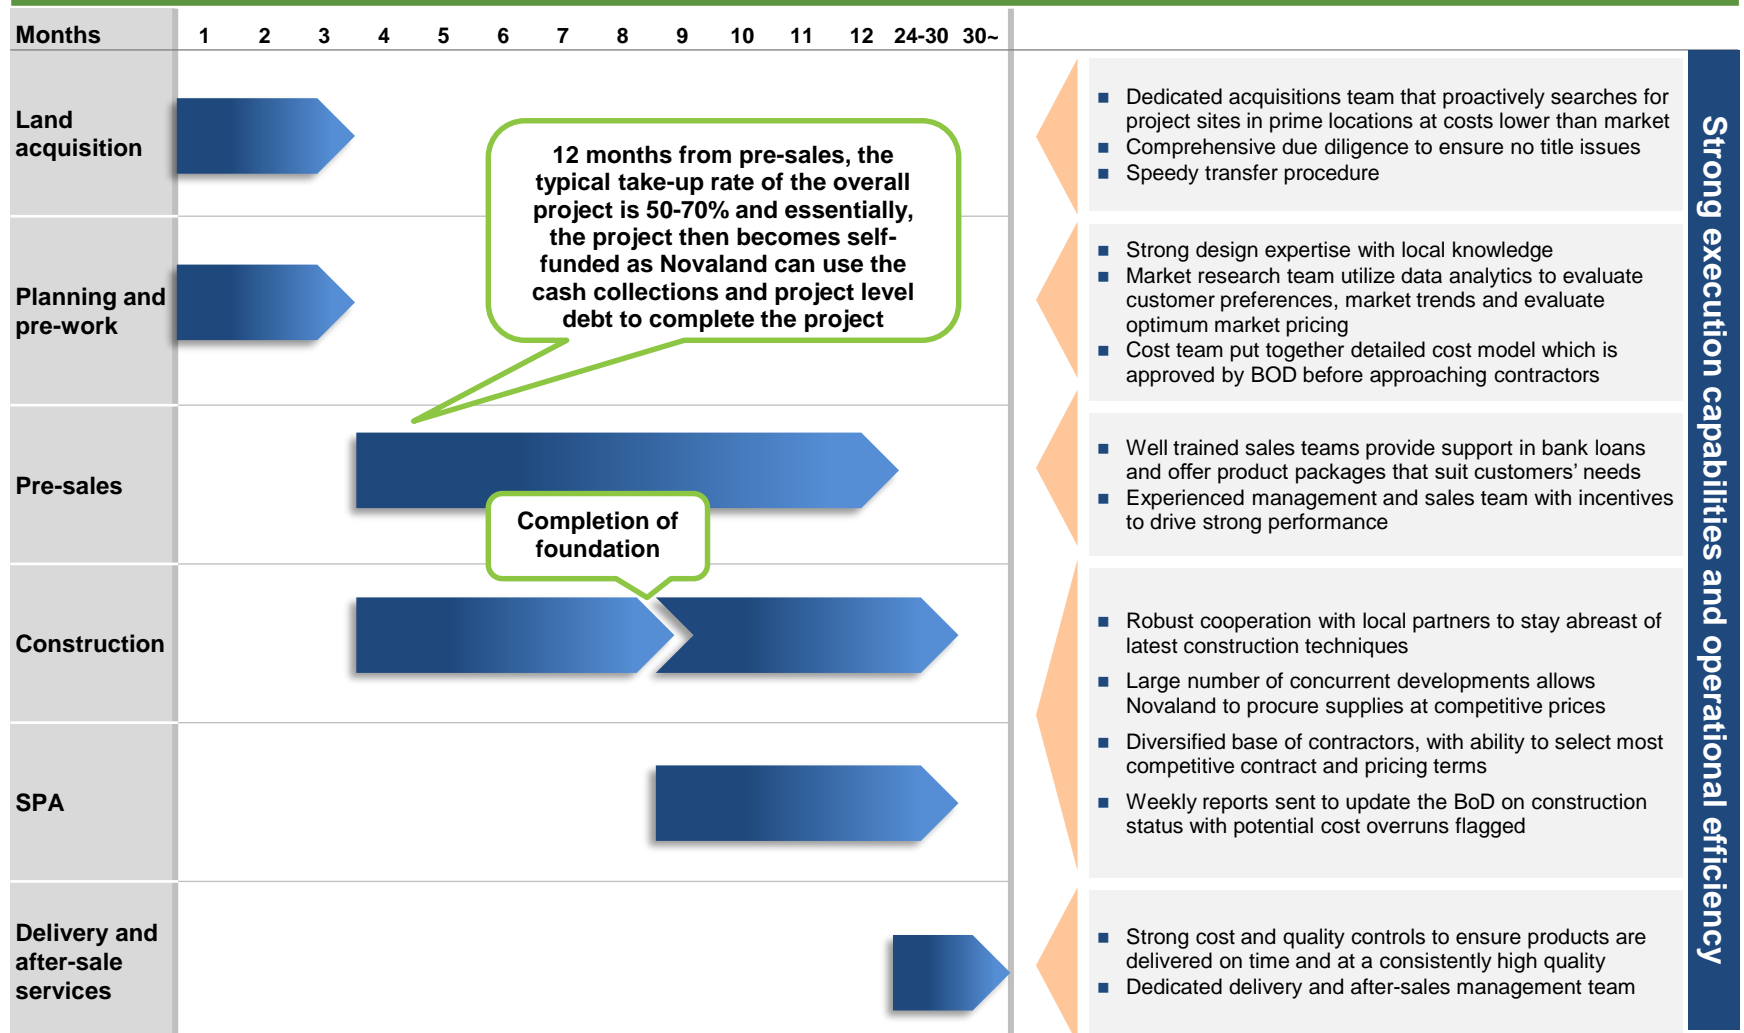 Months 1 2 3 4 5 6 7 8 9 10 11 12 24-30 30~
Land
acquisition
12 months from pre-sales, the
typical take-up rate of the overall
project is 50-70% and essentially,
the project then becomes self-
funded as Novaland can use the
cash collections and project level
debt to complete the project
■ Dedicated acquisitions team that proactively searches for
project sites in prime locations at costs lower than market
■ Comprehensive due diligence to ensure no title issues
■ Speedy transfer procedure
Planning and
pre-work
■ Strong design expertise with local knowledge
■ Market research team utilize data analytics to evaluate
customer preferences, market trends and evaluate
optimum market pricing
■ Cost team put together detailed cost model which is
approved by BOD before approaching contractors
Pre-sales
■ Well trained sales teams provide support in bank loans
and offer product packages that suit customers’ needs
■ Experienced management and sales team with incentives
to drive strong performance
Completion of
foundation
Construction
■ Robust cooperation with local partners to stay abreast of
latest construction techniques
■ Large number of concurrent developments allows
Novaland to procure supplies at competitive prices
■ Diversified base of contractors, with ability to select most
competitive contract and pricing terms
■ Weekly reports sent to update the BoD on construction
status with potential cost overruns flagged
SPA
Delivery and
after-sale
services
■ Strong cost and quality controls to ensure products are
delivered on time and at a consistently high quality
■ Dedicated delivery and after-sales management team
Strong execution capabilities and operational efficiency